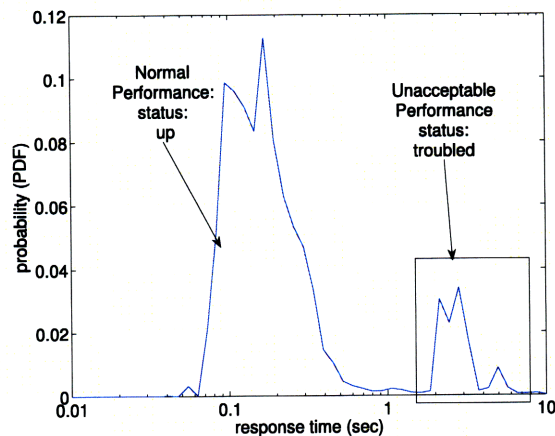 0.12
0.1
0.08
0.06
0.04
0.02
0
probability (PDF)
Normal
Performance:
status:
up
Unacceptable
Performance
status:
troubled
0.01
0.1
1
10
response time (sec)